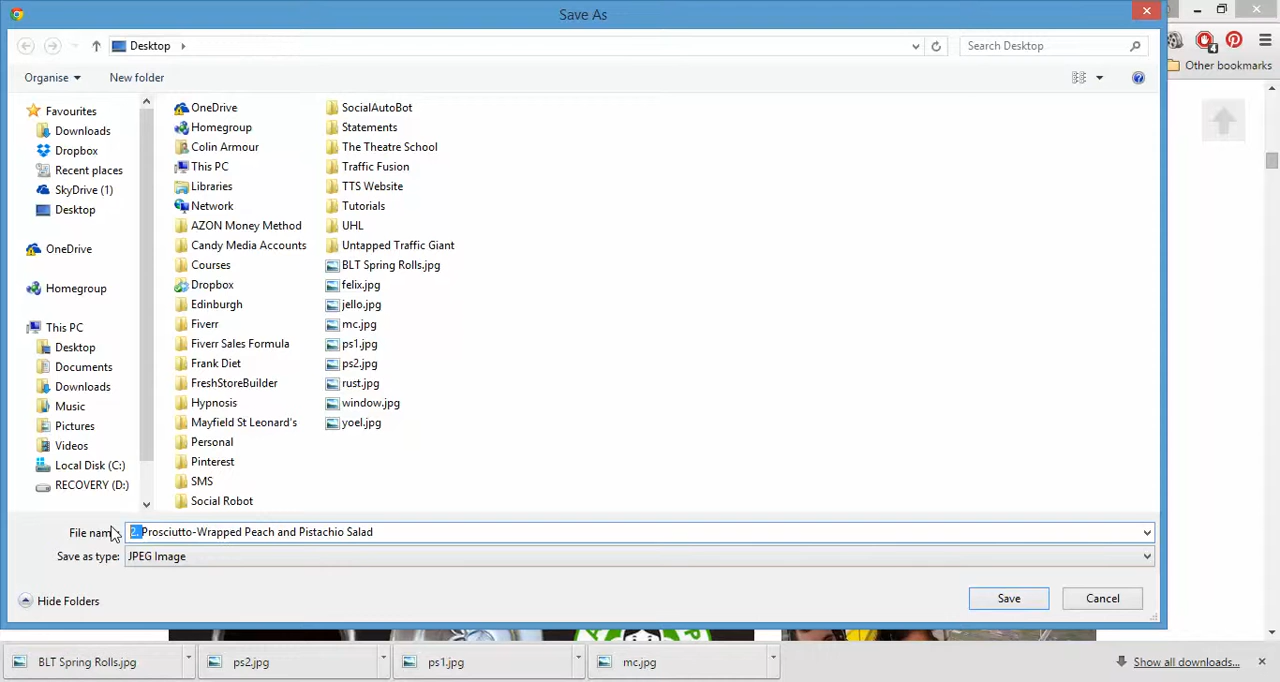 Save As
Desktop
Search Desktop
Organise
New folder
Other bookmarks
4
Favourites
Downloads
Dropbox
Recent places
SkyDrive (1)
Desktop
OneDrive
Homegroup
This PC
Desktop
Documents
Downloads
Music
Pictures
Videos
Local Disk (C:)
RECOVERY (D:)
OneDrive
Homegroup
Colin Armour
This PC
Libraries
Network
AZON Money Method
Candy Media Accounts
Courses
Dropbox
Edinburgh
Fiverr
Fiverr Sales Formula
Frank Diet
FreshStoreBuilder
Hypnosis
Mayfield St Leonard's
Personal
Pinterest
SMS
Social Robot
SocialAutoBot
Statements
The Theatre School
Traffic Fusion
TTS Website
Tutorials
UHL
Untapped Traffic Giant
BLT Spring Rolls.jpg
felix.jpg
jello.jpg
mc.jpg
ps1.jpg
ps2.jpg
rust.jpg
window.jpg
yoel.jpg
File name: 2. Prosciutto-Wrapped Peach and Pistachio Salad
Save as type: JPEG Image
Hide Folders
Save
Cancel
BLT Spring Rolls.jpg
ps2.jpg
ps1.jpg
mc.jpg
Show all downloads...